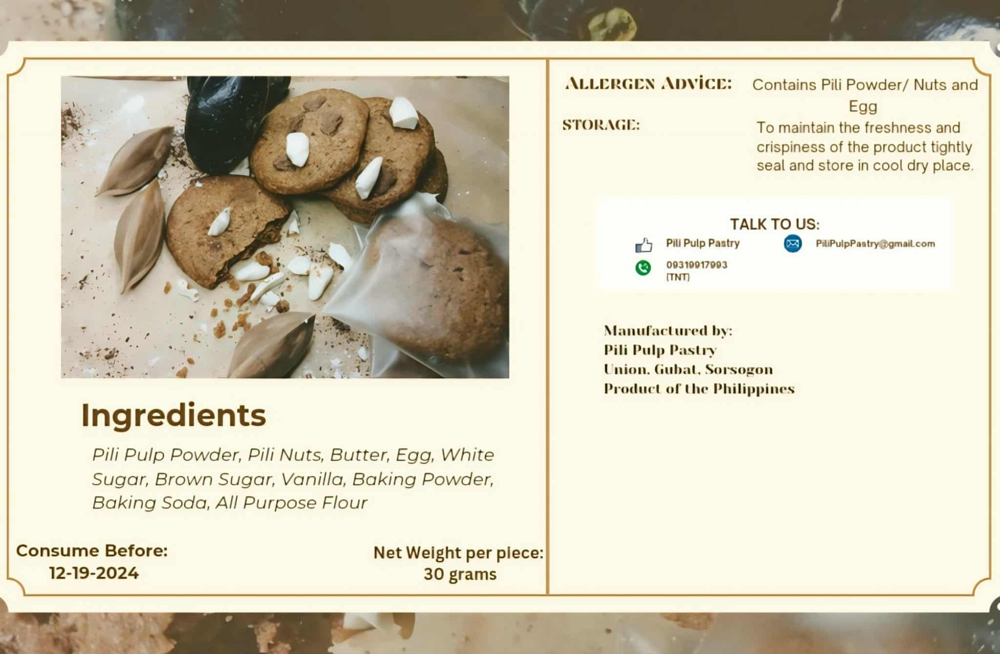 Ingredients
Pili Pulp Powder, Pili Nuts, Butter, Egg, White
Sugar, Brown Sugar, Vanilla, Baking Powder,
Baking Soda, All Purpose Flour
Consume Before:
12-19-2024
Net Weight per piece:
30 grams
ALLERGEN ADVICE:
Contains Pili Powder/ Nuts and
Egg
STORAGE:
To maintain the freshness and
crispiness of the product tightly
seal and store in cool dry place.
TALK TO US:
Pili Pulp Pastry
PiliPulpPastry@gmail.com
09319917993
(TNT)
Manufactured by:
Pili Pulp Pastry
Union, Gubat, Sorsogon
Product of the Philippines